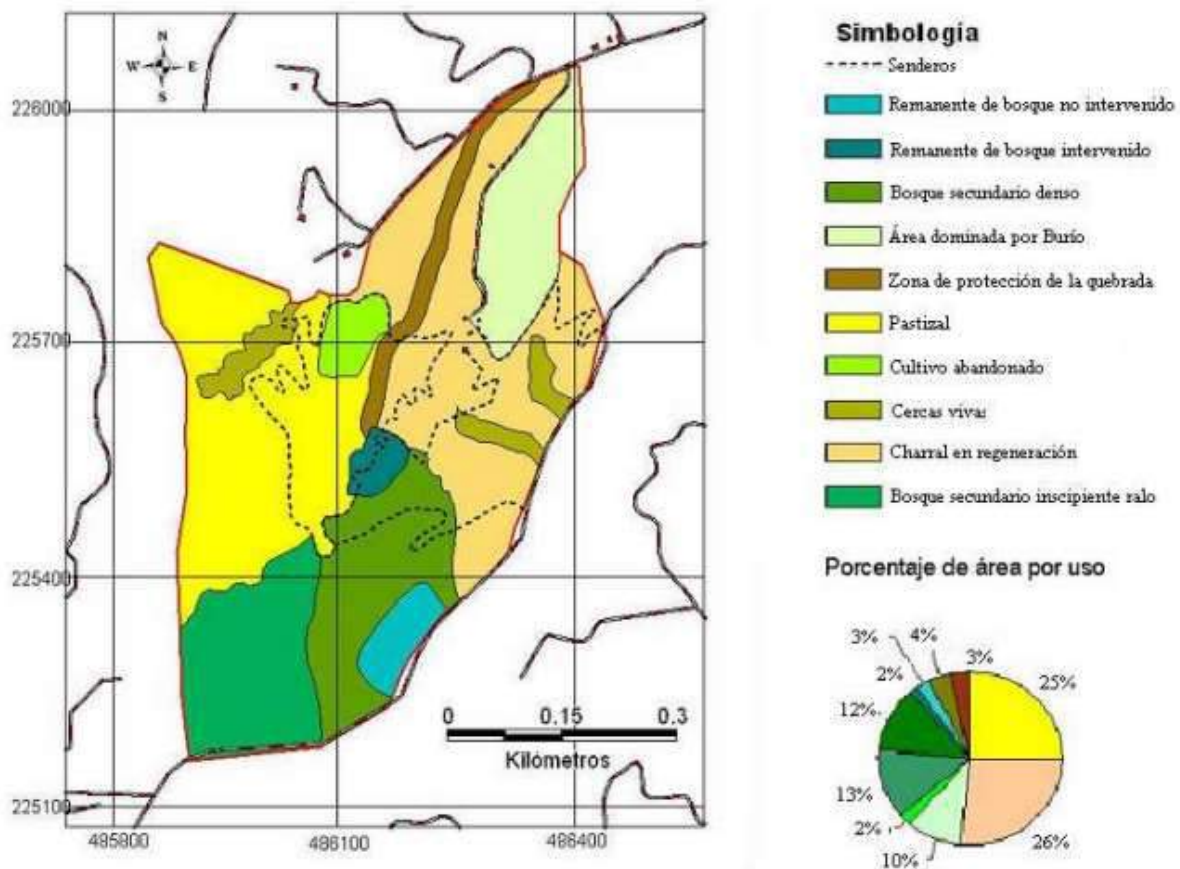 N
W E
S
226000
225700
225400
225100
485800
486100
486400
0 0.15 0.3
Kilómetros
Simbología
Senderos
Remanente de bosque no intervenido
Remanente de bosque intervenido
Bosque secundario denso
Área dominada por Burío
Zona de protección de la quebrada
Pastizal
Cultivo abandonado
Cercas vivas
Charral en regeneración
Bosque secundario inscipiente ralo
Porcentaje de área por uso
3%
4%
3%
2%
25%
12%
13%
2%
10%
26%